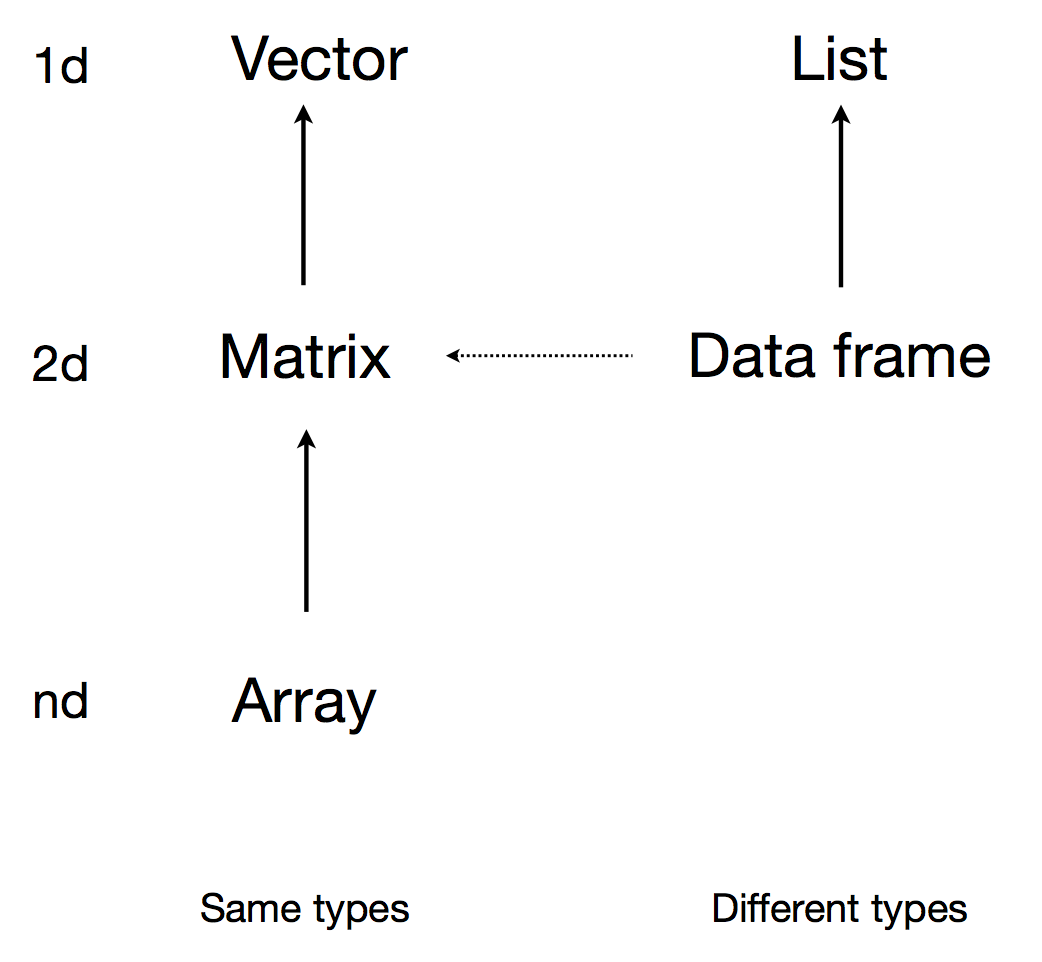 1d Vector List
2d Matrix Data frame
nd Array
Same types Different types